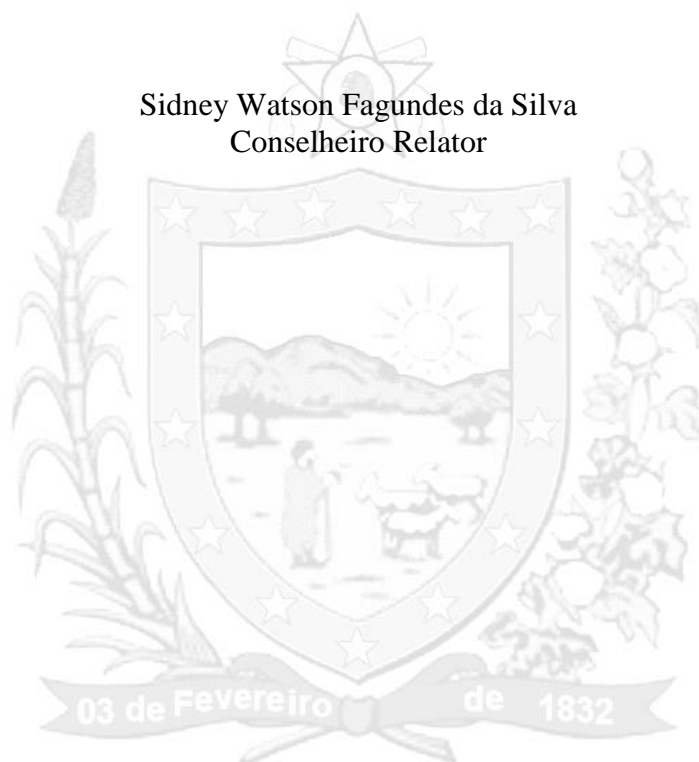 Sidney Watson Fagundes da Silva
Conselheiro Relator
03 de Fevereiro de 1832